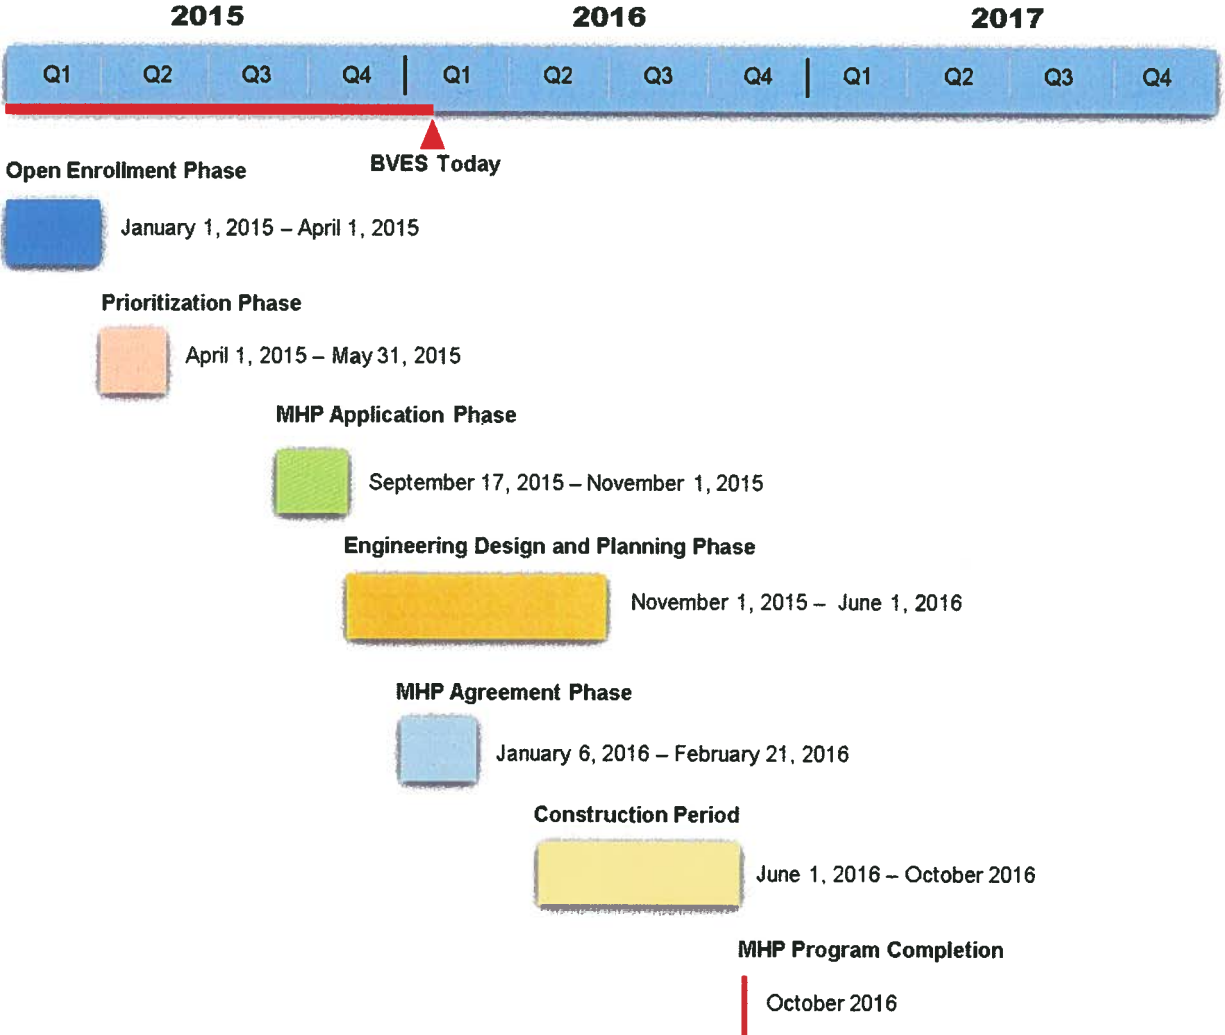 2015 2016 2017
Q1 Q2 Q3 Q4 Q1 Q2 Q3 Q4 Q1 Q2 Q3 Q4
BVES Today
Open Enrollment Phase
January 1, 2015 – April 1, 2015
Prioritization Phase
April 1, 2015 – May 31, 2015
MHP Application Phase
September 17, 2015 – November 1, 2015
Engineering Design and Planning Phase
November 1, 2015 – June 1, 2016
MHP Agreement Phase
January 6, 2016 – February 21, 2016
Construction Period
June 1, 2016 – October 2016
MHP Program Completion
October 2016